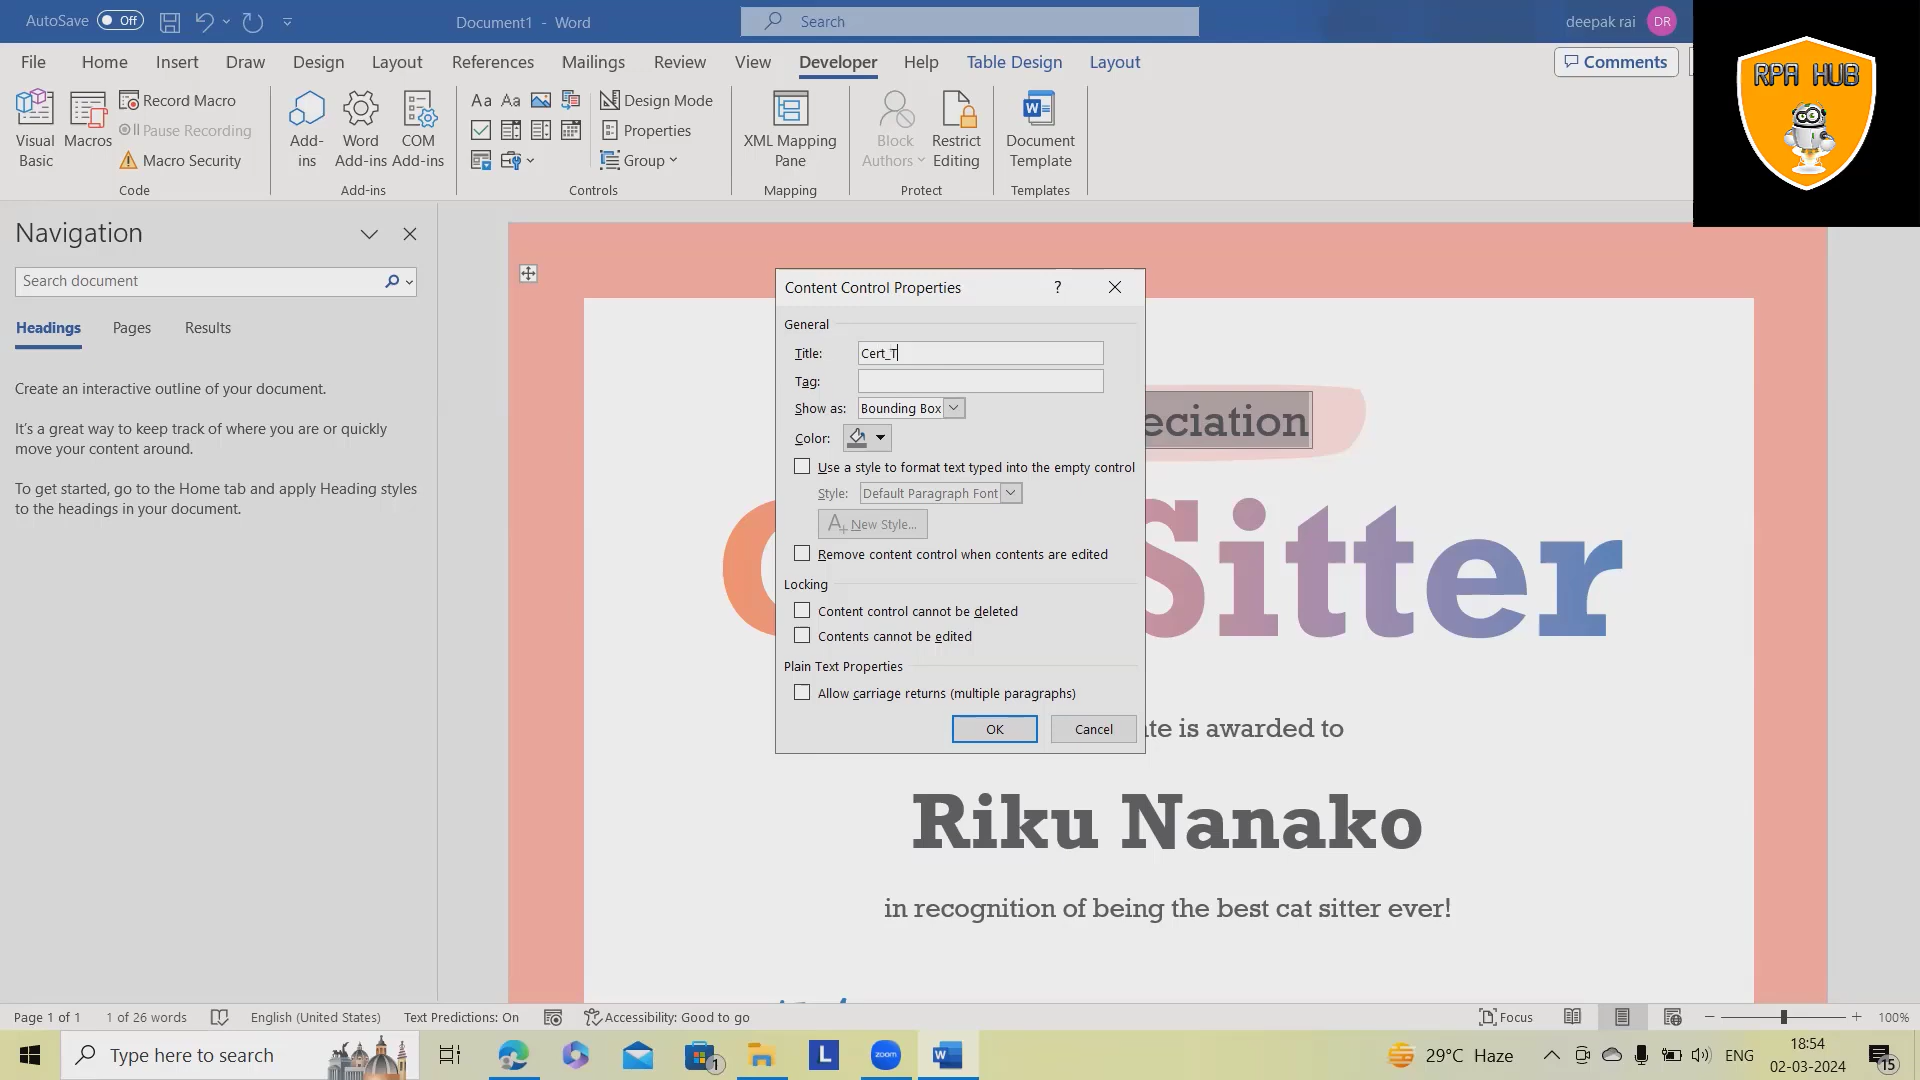 AutoSave Off Document1 - Word Search deepak rai DR
File Home Insert Draw Design Layout References Mailings Review View Developer Help Table Design Layout Comments
RPA HUB
Visual Basic
Macros
Record Macro
Pause Recording
Macro Security
Code
Add-ins
Word Add-ins
COM Add-ins
Add-ins
Aa Aa
Design Mode
Properties
Group
Controls
XML Mapping Pane
Mapping
Block Authors
Restrict Editing
Protect
Document Template
Templates
Navigation
Search document
Headings Pages Results
Create an interactive outline of your document.
It's a great way to keep track of where you are or quickly
move your content around.
To get started, go to the Home tab and apply Heading styles
to the headings in your document.
Content Control Properties ?
General
Title: Cert_T
Tag:
Show as: Bounding Box
Color:
Use a style to format text typed into the empty control
Style: Default Paragraph Font
New Style...
Remove content control when contents are edited
Locking
Content control cannot be deleted
Contents cannot be edited
Plain Text Properties
Allow carriage returns (multiple paragraphs)
OK Cancel
eciation
Sitter
te is awarded to
Riku Nanako
in recognition of being the best cat sitter ever!
Page 1 of 1 1 of 26 words English (United States) Text Predictions: On Accessibility: Good to go Focus 100%
Type here to search
1
L
zoom
29°C Haze
ENG
18:54
02-03-2024
15